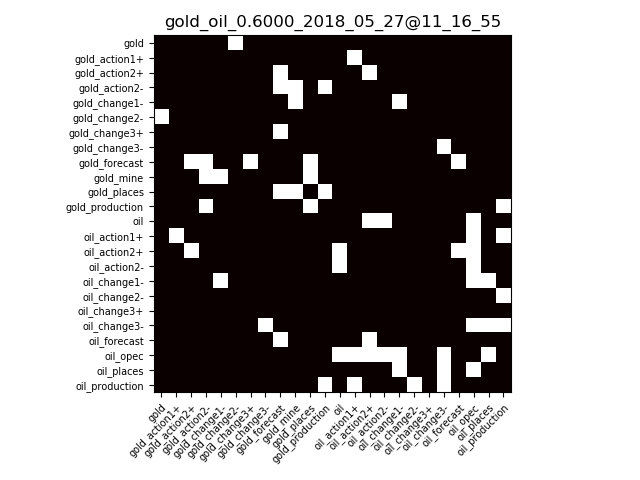 gold_oil_0.6000_2018_05_27@11_16_55
gold
gold_action1+
gold_action2+
gold_action2-
gold_change1-
gold_change2-
gold_change3+
gold_change3-
gold_forecast
gold_mine
gold_places
gold_production
oil
oil_action1+
oil_action2+
oil_action2-
oil_change1-
oil_change2-
oil_change3+
oil_change3-
oil_forecast
oil_opec
oil_places
oil_production
gold
gold_action1+
gold_action2+
gold_action2-
gold_change1-
gold_change2-
gold_change3+
gold_change3-
gold_forecast
gold_mine
gold_places
gold_production
oil
oil_action1+
oil_action2+
oil_action2-
oil_change1-
oil_change2-
oil_change3+
oil_change3-
oil_forecast
oil_opec
oil_places
oil_production